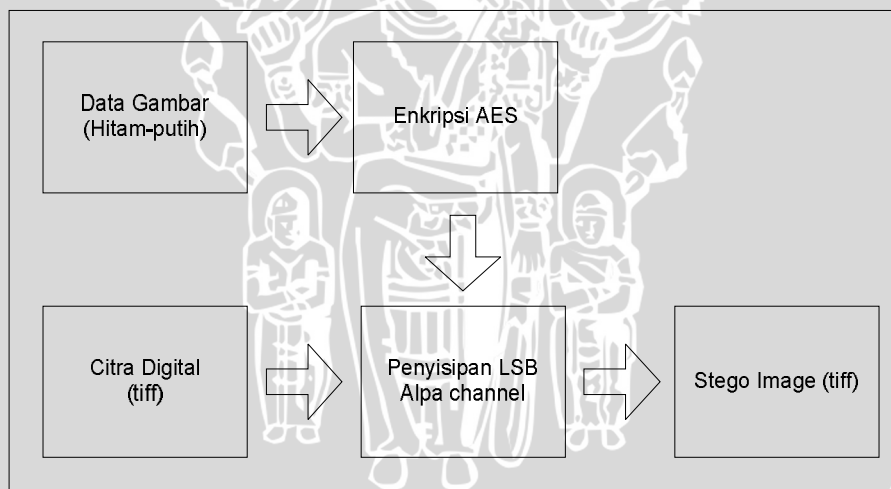 Data Gambar
(Hitam-putih)
Enkripsi AES
Citra Digital
(tiff)
Penyisipan LSB
Alpa channel
Stego Image (tiff)